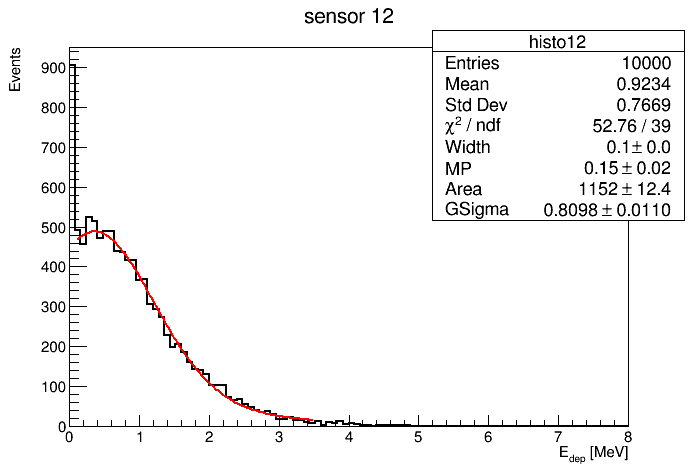 sensor 12
histo12
Entries 10000
Mean 0.9234
Std Dev 0.7669
χ² / ndf 52.76 / 39
Width 0.1 ± 0.0
MP 0.15 ± 0.02
Area 1152 ± 12.4
GSigma 0.8098 ± 0.0110
Events
900
800
700
600
500
400
300
200
100
0
0 1 2 3 4 5 6 7 8
E_dep [MeV]